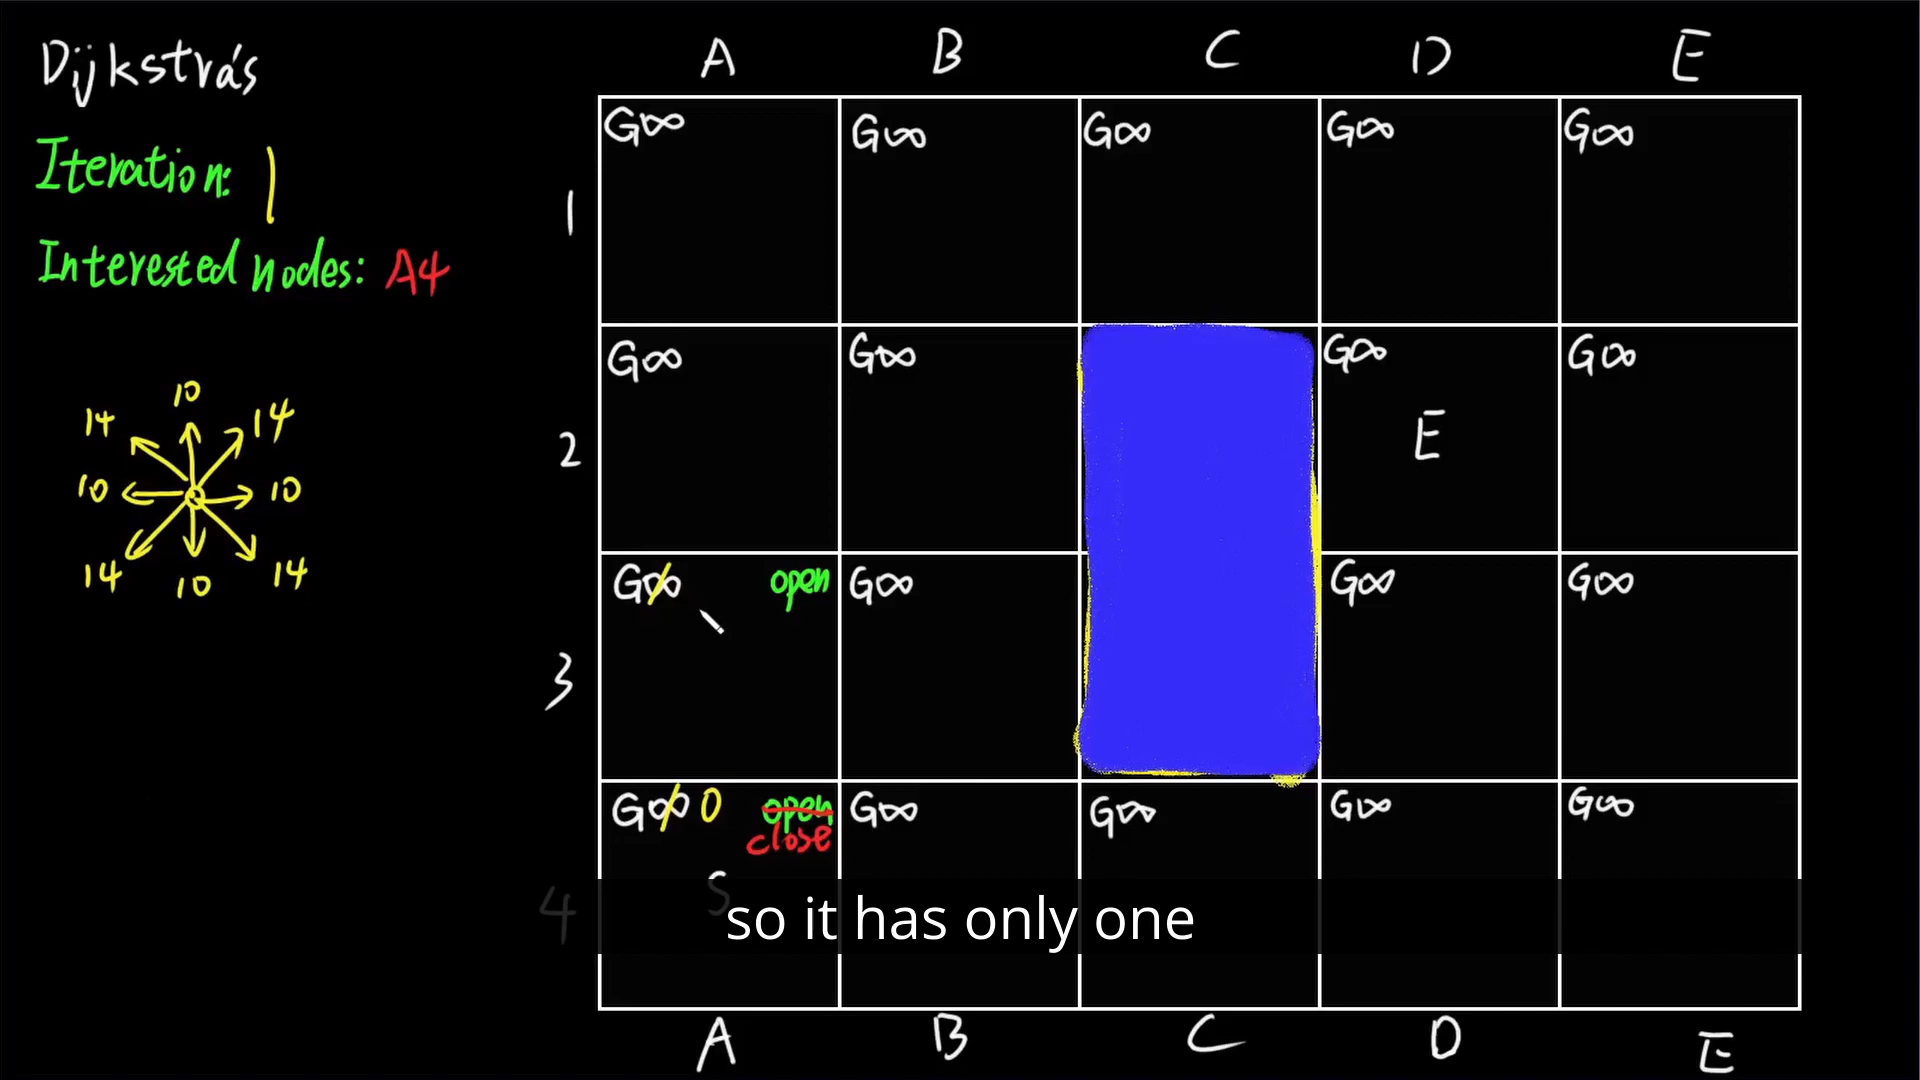 Dijkstra's
Iteration: 1
Interested nodes: A4
10
14 14
10 10
14 14
10
A B C D E
1 G∞ G∞ G∞ G∞ G∞
2 G∞ G∞ G∞ G∞
E
3 G∞ open G∞ G∞ G∞
4 G∞ 0 open G∞ G∞ G∞ G∞
close
S
so it has only one
A B C D E